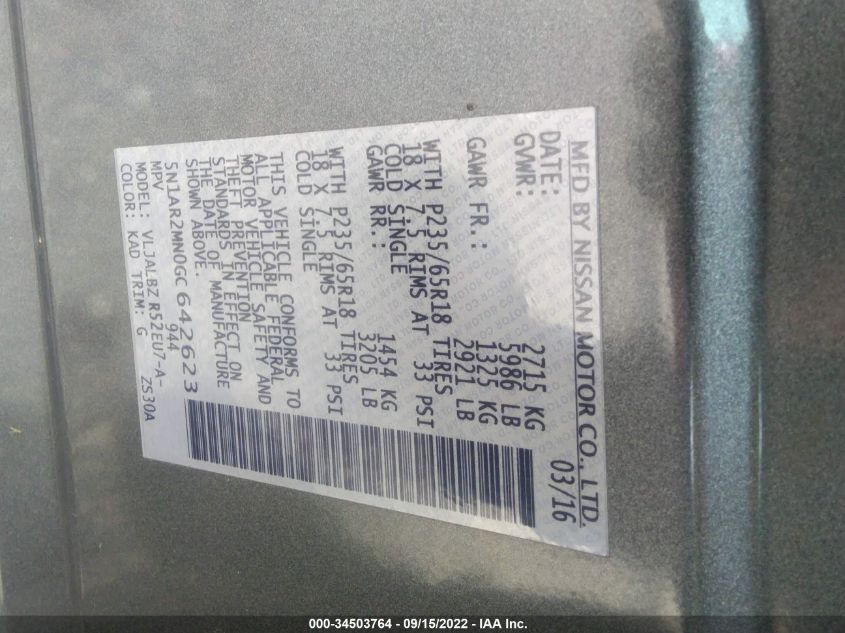 MFD BY NISSAN MOTOR CO., LTD.
DATE: 03/16
GVWR: 2715 KG
5986 LB
GAWR FR.: 1325 KG
2921 LB
WITH P235/65R18 TIRES
18 X 7.5 RIMS AT 33 PSI
COLD SINGLE
GAWR RR.: 1454 KG
3205 LB
WITH P235/65R18 TIRES
18 X 7.5 RIMS AT 33 PSI
COLD SINGLE
THIS VEHICLE CONFORMS TO
ALL APPLICABLE FEDERAL
MOTOR VEHICLE SAFETY AND
THEFT PREVENTION
STANDARDS IN EFFECT ON
THE DATE OF MANUFACTURE
SHOWN ABOVE.
5N1AR2MN0GC642623
MPV 944
MODEL: VLJALBZ R52EU7-A-
COLOR: KAD TRIM: G ZS30A
000-34503764 - 09/15/2022 - IAA Inc.